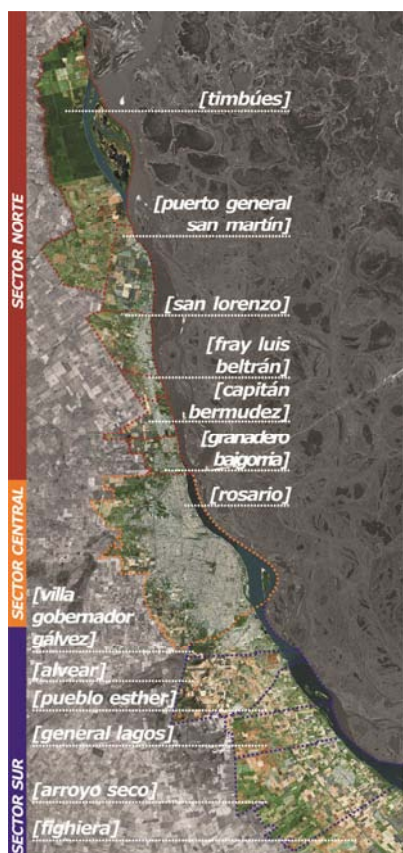 SECTOR NORTE
[timbúes]
[puerto general
san martín]
[san lorenzo]
[fray luis
beltrán]
[capitán
bermudez]
[granadero
baigorria]
SECTOR CENTRAL
[rosario]
SECTOR SUR
[villa
gobernador
gálvez]
[alvear]
[pueblo esther]
[general lagos]
[arroyo seco]
[fighiera]